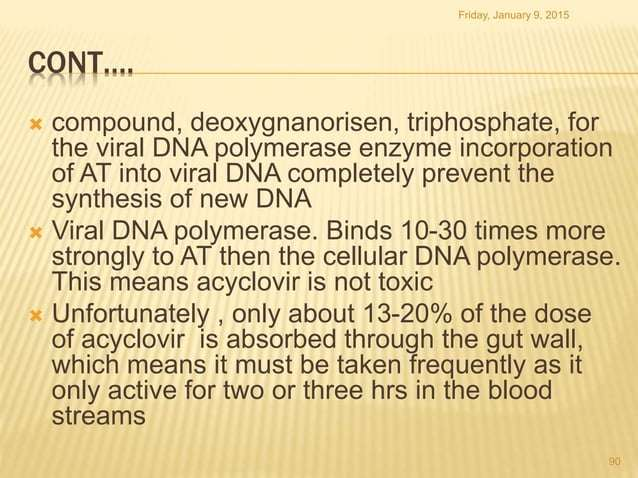 Friday, January 9, 2015
CONT....
compound, deoxygnanorisen, triphosphate, for
the viral DNA polymerase enzyme incorporation
of AT into viral DNA completely prevent the
synthesis of new DNA
Viral DNA polymerase. Binds 10-30 times more
strongly to AT then the cellular DNA polymerase.
This means acyclovir is not toxic
Unfortunately , only about 13-20% of the dose
of acyclovir  is absorbed through the gut wall,
which means it must be taken frequently as it
only active for two or three hrs in the blood
streams
90